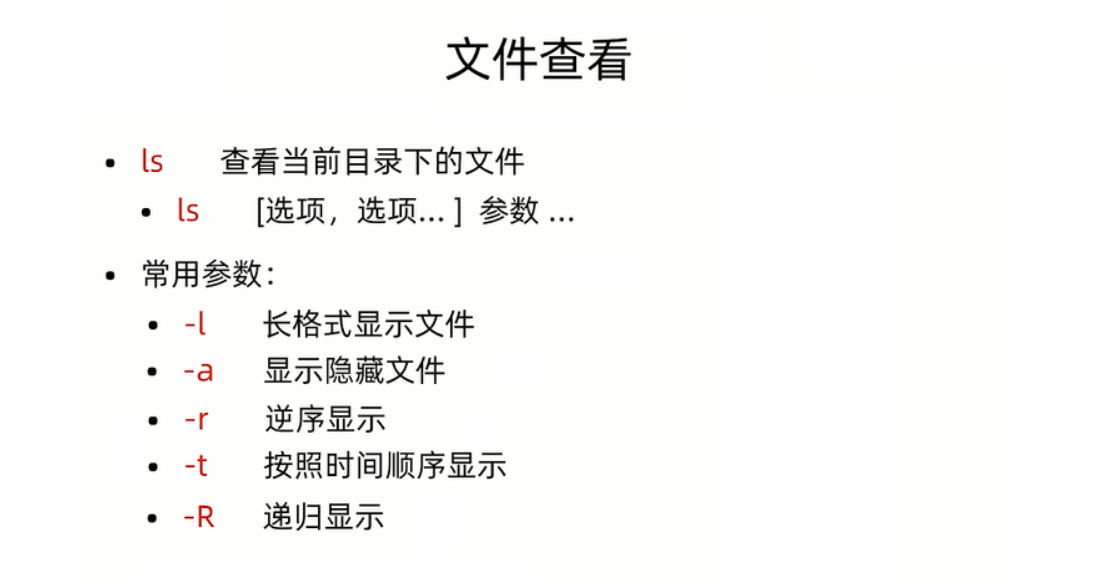 文件查看
ls 查看当前目录下的文件
ls [选项，选项... ] 参数 ...
常用参数：
-l 长格式显示文件
-a 显示隐藏文件
-r 逆序显示
-t 按照时间顺序显示
-R 递归显示